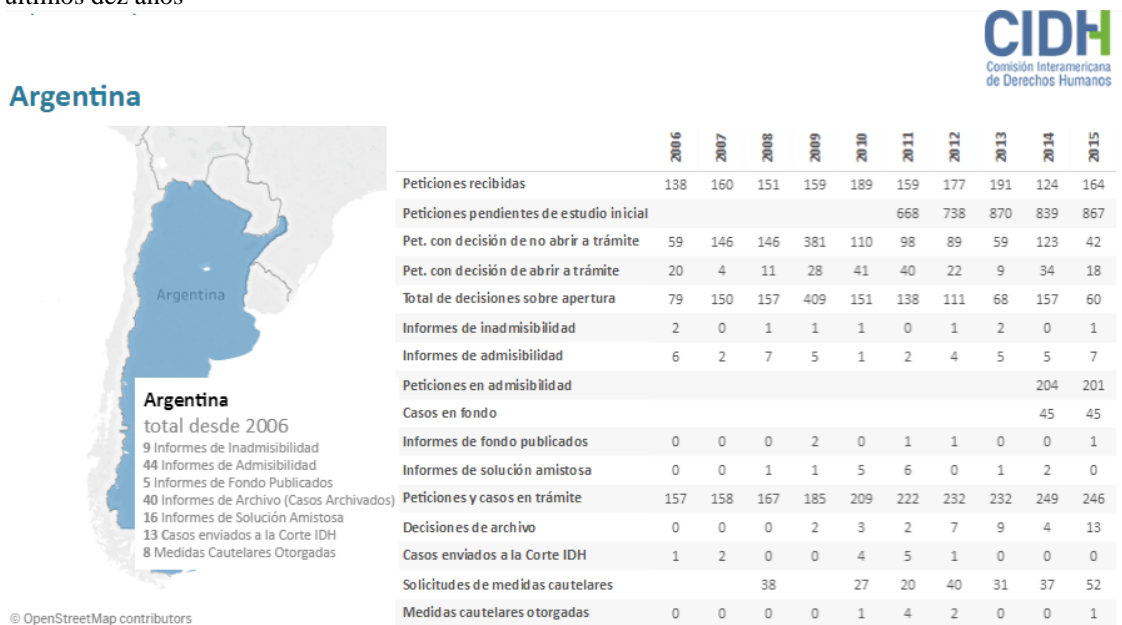 últimos dez anos
CIDH
Comisión Interamericana
de Derechos Humanos
Argentina
2006 2007 2008 2009 2010 2011 2012 2013 2014 2015
Peticiones recibidas 138 160 151 159 189 159 177 191 124 164
Peticiones pendientes de estudio inicial 668 738 870 839 867
Pet. con decisión de no abrir a trámite 59 146 146 381 110 98 89 59 123 42
Pet. con decisión de abrir a trámite 20 4 11 28 41 40 22 9 34 18
Total de decisiones sobre apertura 79 150 157 409 151 138 111 68 157 60
Informes de inadmisibilidad 2 0 1 1 1 0 1 2 0 1
Informes de admisibilidad 6 2 7 5 1 2 4 5 5 7
Peticiones en admisibilidad 204 201
Casos en fondo 45 45
Informes de fondo publicados 0 0 0 2 0 1 1 0 0 1
Informes de solución amistosa 0 0 1 1 5 6 0 1 2 0
Peticiones y casos en trámite 157 158 167 185 209 222 232 232 249 246
Decisiones de archivo 0 0 0 2 3 2 7 9 4 13
Casos enviados a la Corte IDH 1 2 0 0 4 5 1 0 0 0
Solicitudes de medidas cautelares 38 27 20 40 31 37 52
Medidas cautelares otorgadas 0 0 0 0 1 4 2 0 0 1
Argentina
Argentina
total desde 2006
9 Informes de Inadmisibilidad
44 Informes de Admisibilidad
5 Informes de Fondo Publicados
40 Informes de Archivo (Casos Archivados)
16 Informes de Solución Amistosa
13 Casos enviados a la Corte IDH
8 Medidas Cautelares Otorgadas
© OpenStreetMap contributors